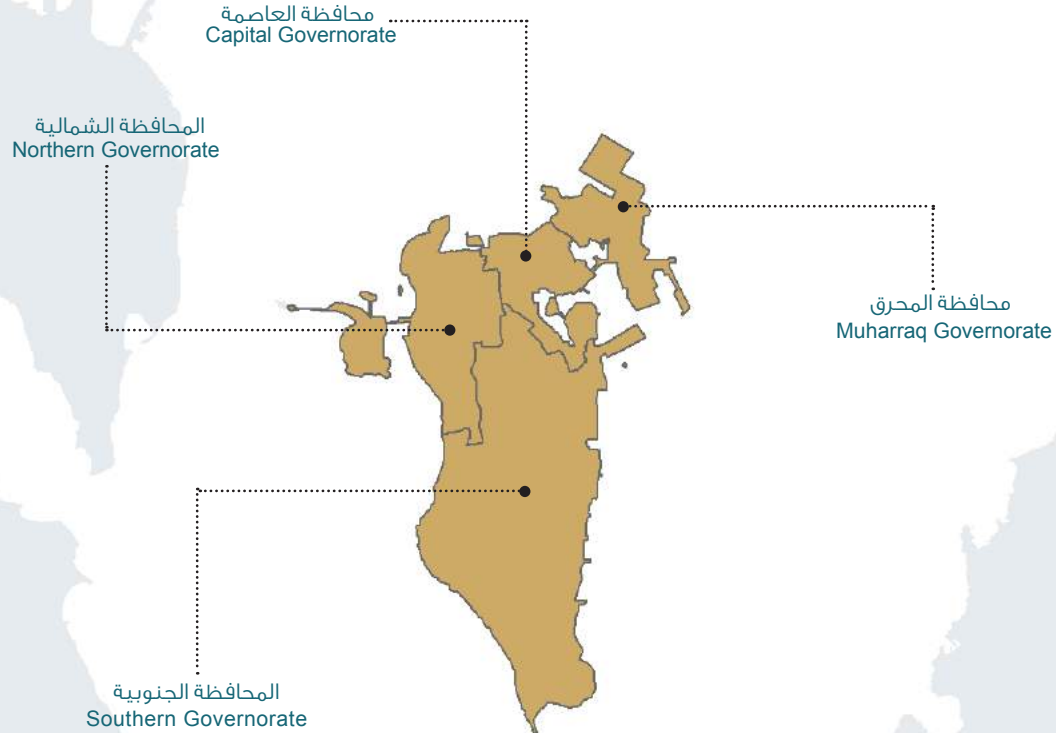 محافظة العاصمة
Capital Governorate
المحافظة الشمالية
Northern Governorate
محافظة المحرق
Muharraq Governorate
المحافظة الجنوبية
Southern Governorate